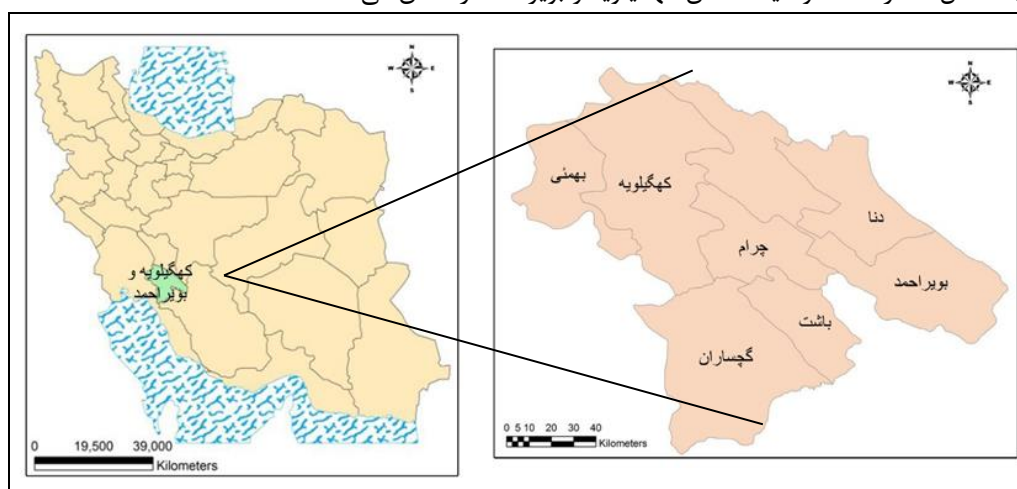 N
W E
S
کهگیلویه و
بویراحمد
0 19,500 39,000
Kilometers
N
W E
S
بهمئی
کهگیلویه
دنا
چرام
بویراحمد
باشت
گچساران
0 5 10 20 30 40
Kilometers